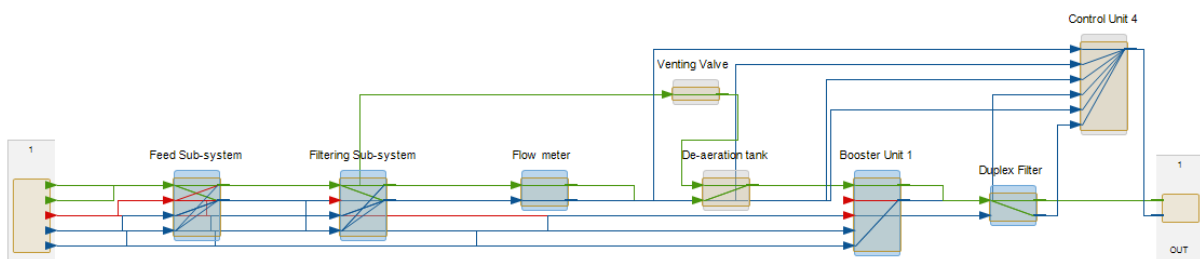 Control Unit 4
Venting Valve
1
Feed Sub-system
Filtering Sub-system
Flow meter
De-aeration tank
Booster Unit 1
Duplex Filter
1
OUT